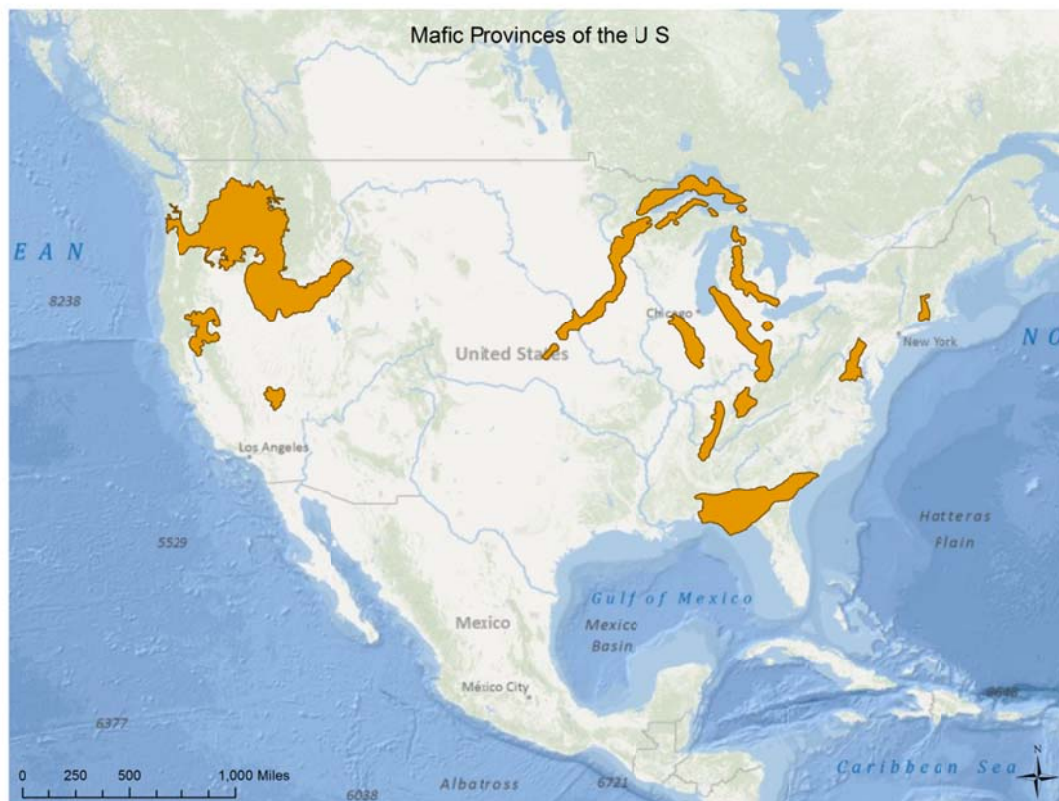 Mafic Provinces of the U S
E A N
8238
Chicago
United States
New York
N O
Los Angeles
5529
Hatteras
Plain
Gulf of Mexico
Mexico
Mexico
Basin
México City
6377
Albatross
6038
6721
Caribbean Sea
N
0 250 500 1,000 Miles